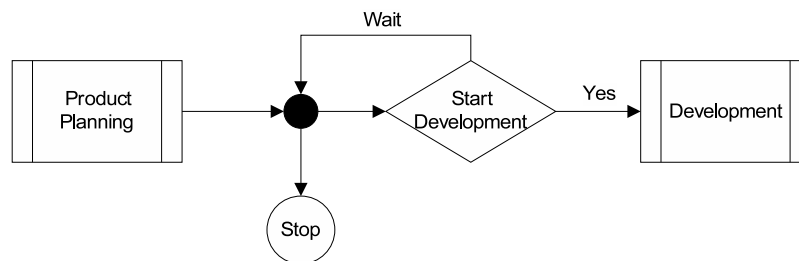 Wait
Product
Planning
Start
Development
Yes
Development
Stop